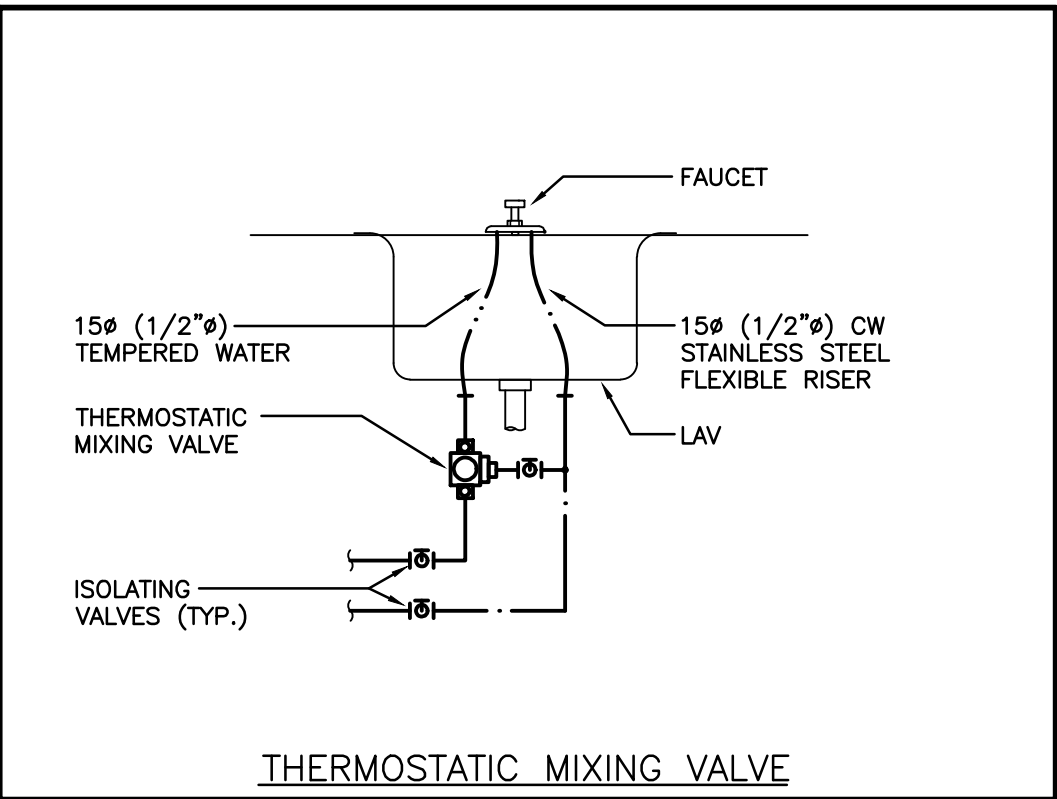 FAUCET
15ø (1/2"ø)
TEMPERED WATER
15ø (1/2"ø) CW
STAINLESS STEEL
FLEXIBLE RISER
THERMOSTATIC
MIXING VALVE
LAV
ISOLATING
VALVES (TYP.)
THERMOSTATIC MIXING VALVE